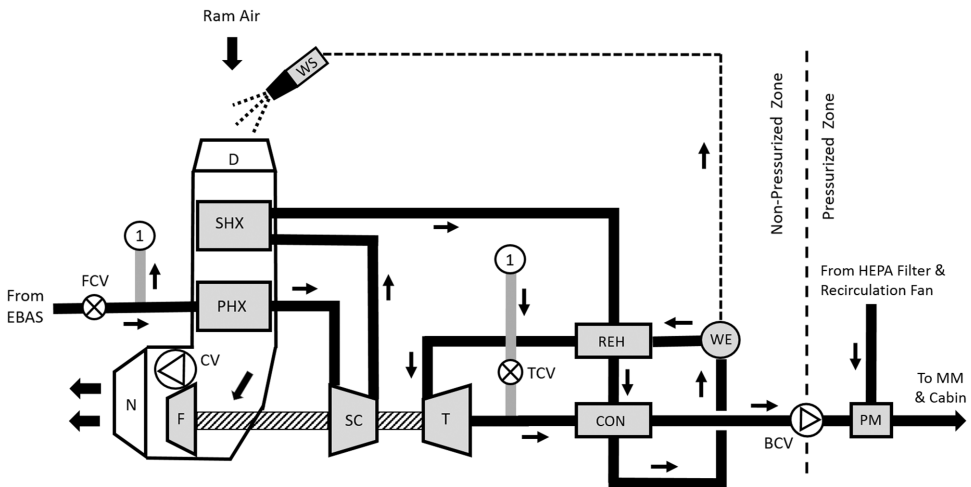 Ram Air
WS
D
Non-Pressurized Zone
Pressurized Zone
SHX
1
1
FCV
From HEPA Filter &
Recirculation Fan
From
EBAS
PHX
REH
WE
CV
TCV
To MM
& Cabin
N
F
SC
T
CON
BCV
PM